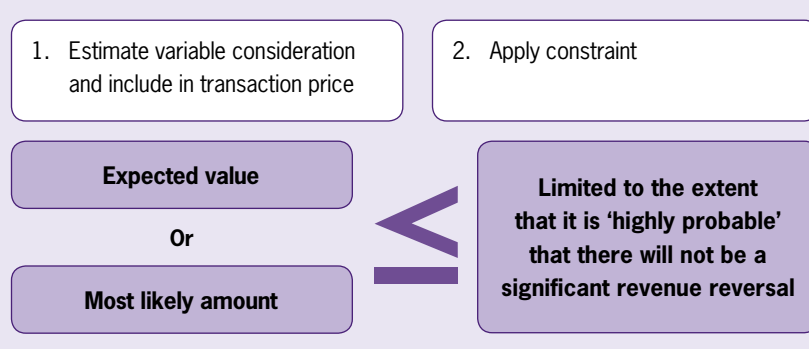 1. Estimate variable consideration
and include in transaction price
2. Apply constraint
Expected value
Or
Most likely amount
≤
Limited to the extent
that it is ‘highly probable’
that there will not be a
significant revenue reversal